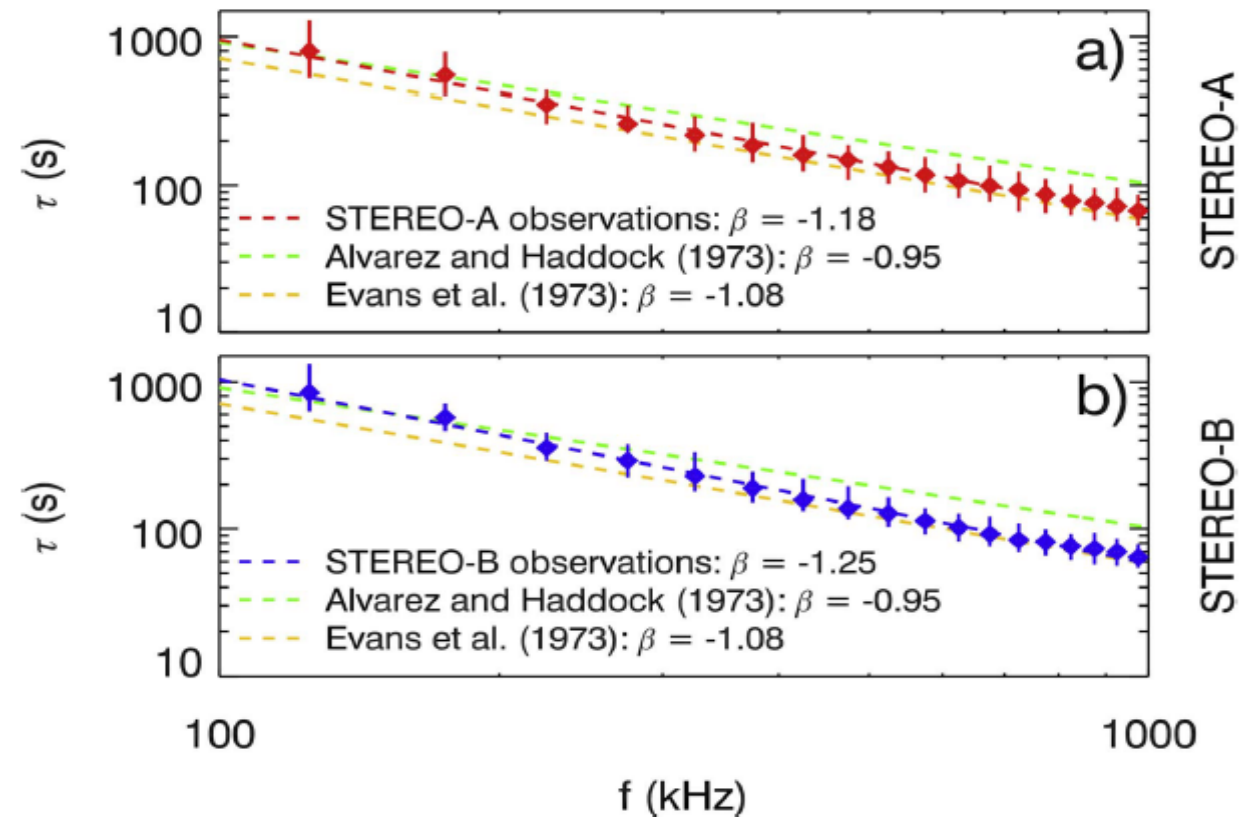 1000
100
10
τ (s)
a)
STEREO-A
STEREO-A observations: β = -1.18
Alvarez and Haddock (1973): β = -0.95
Evans et al. (1973): β = -1.08
1000
100
10
τ (s)
b)
STEREO-B
STEREO-B observations: β = -1.25
Alvarez and Haddock (1973): β = -0.95
Evans et al. (1973): β = -1.08
100
1000
f (kHz)